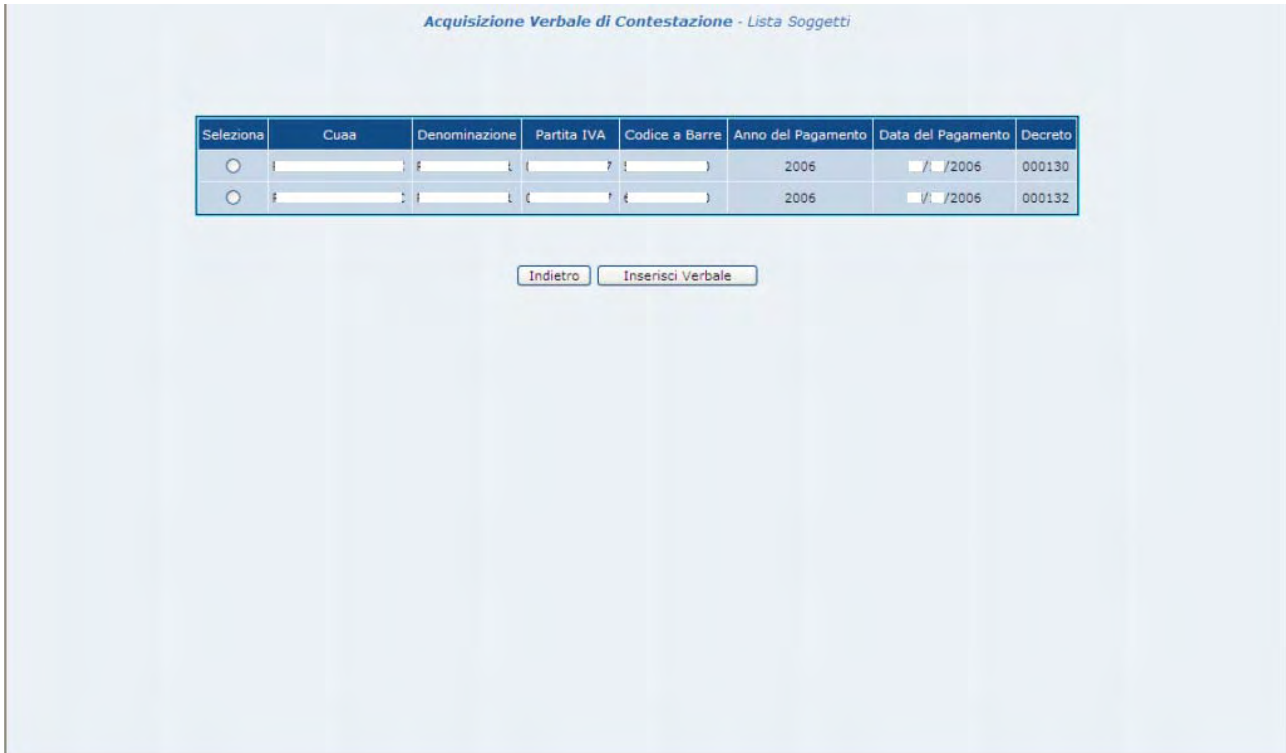 Acquisizione Verbale di Contestazione - Lista Soggetti
Seleziona Cuaa Denominazione Partita IVA Codice a Barre Anno del Pagamento Data del Pagamento Decreto
2006 /2006 000130
2006 /2006 000132
Indietro Inserisci Verbale